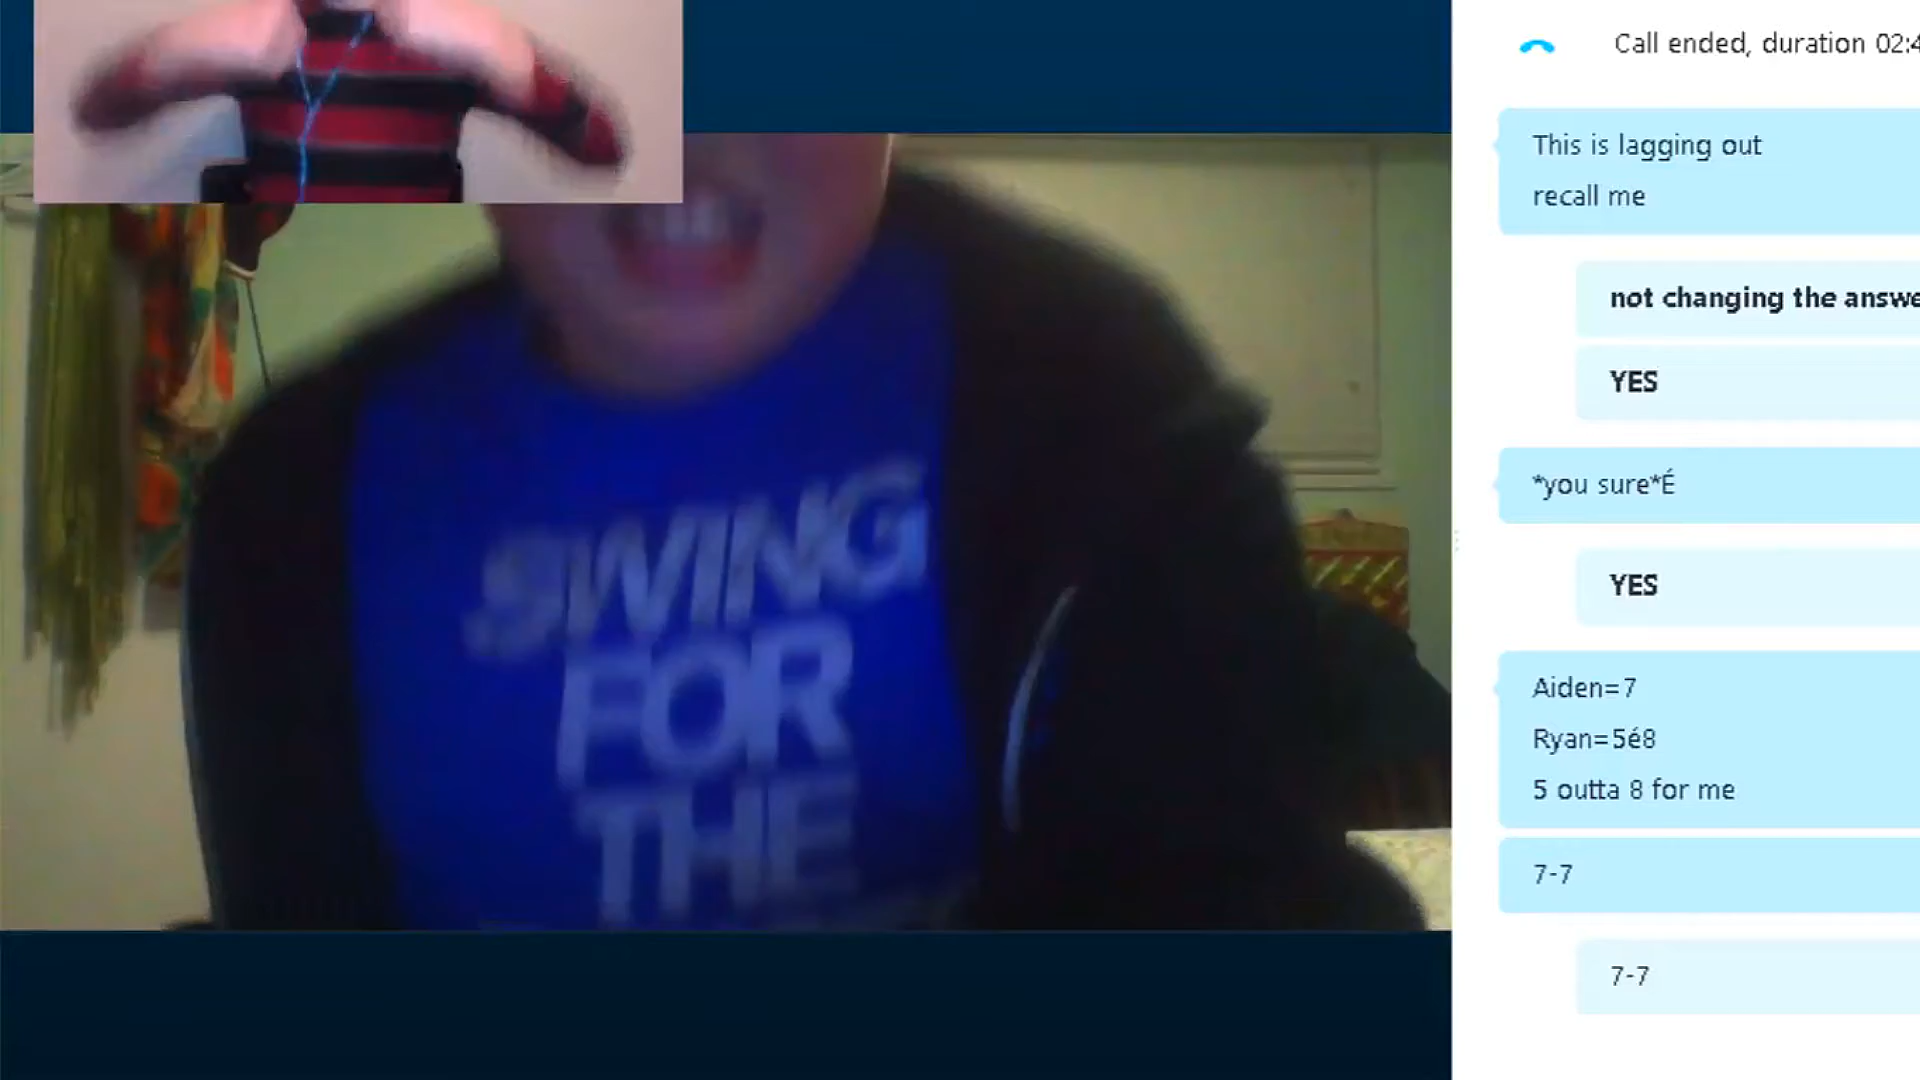 SWING
FOR
THE
Call ended, duration 02:4
This is lagging out
recall me
not changing the answe
YES
*you sure*É
YES
Aiden=7
Ryan=5é8
5 outta 8 for me
7-7
7-7